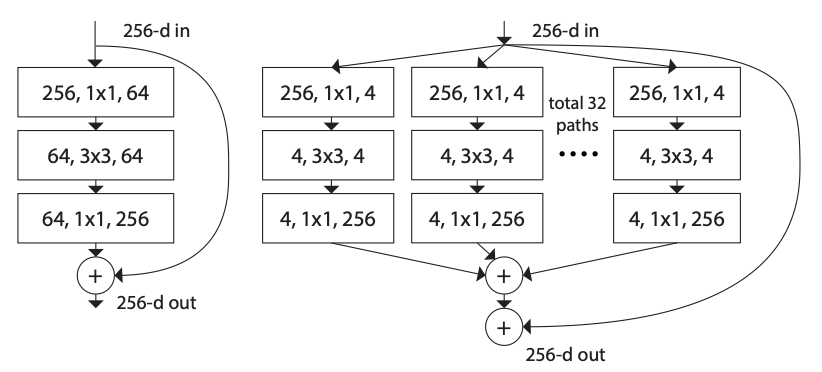 256-d in
256, 1x1, 64
64, 3x3, 64
64, 1x1, 256
+
256-d out
256-d in
256, 1x1, 4
256, 1x1, 4
256, 1x1, 4
total 32
paths
4, 3x3, 4
4, 3x3, 4
....
4, 3x3, 4
4, 1x1, 256
4, 1x1, 256
4, 1x1, 256
+
+
256-d out